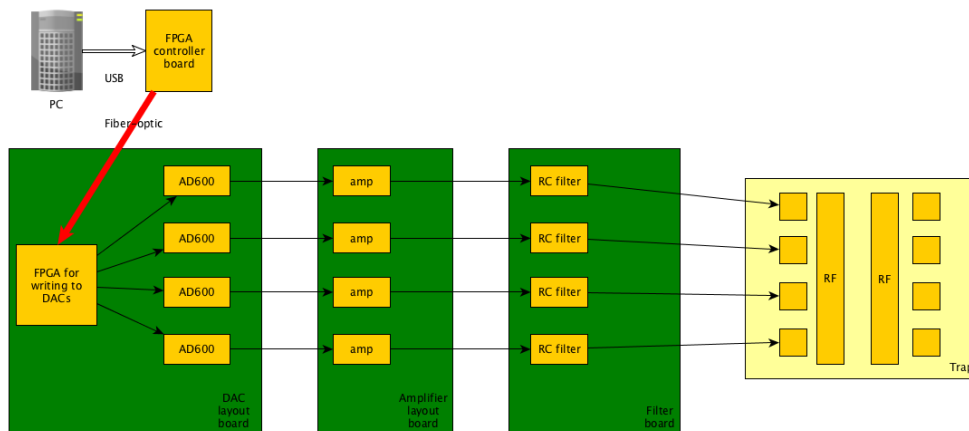 FPGA
controller
board
USB
PC
Fiber-optic
AD600
amp
RC filter
AD600
amp
RC filter
FPGA for
writing to
DACs
AD600
amp
RC filter
RF
RF
AD600
amp
RC filter
Trap
DAC
layout
board
Amplifier
layout
board
Filter
board